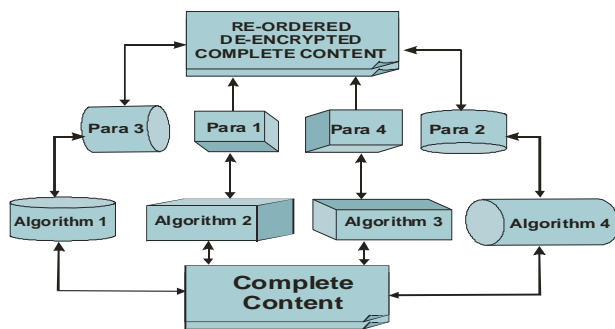 RE-ORDERED
DE-ENCRYPTED
COMPLETE CONTENT
Para 3
Para 1
Para 4
Para 2
Algorithm 1
Algorithm 2
Algorithm 3
Algorithm 4
Complete
Content